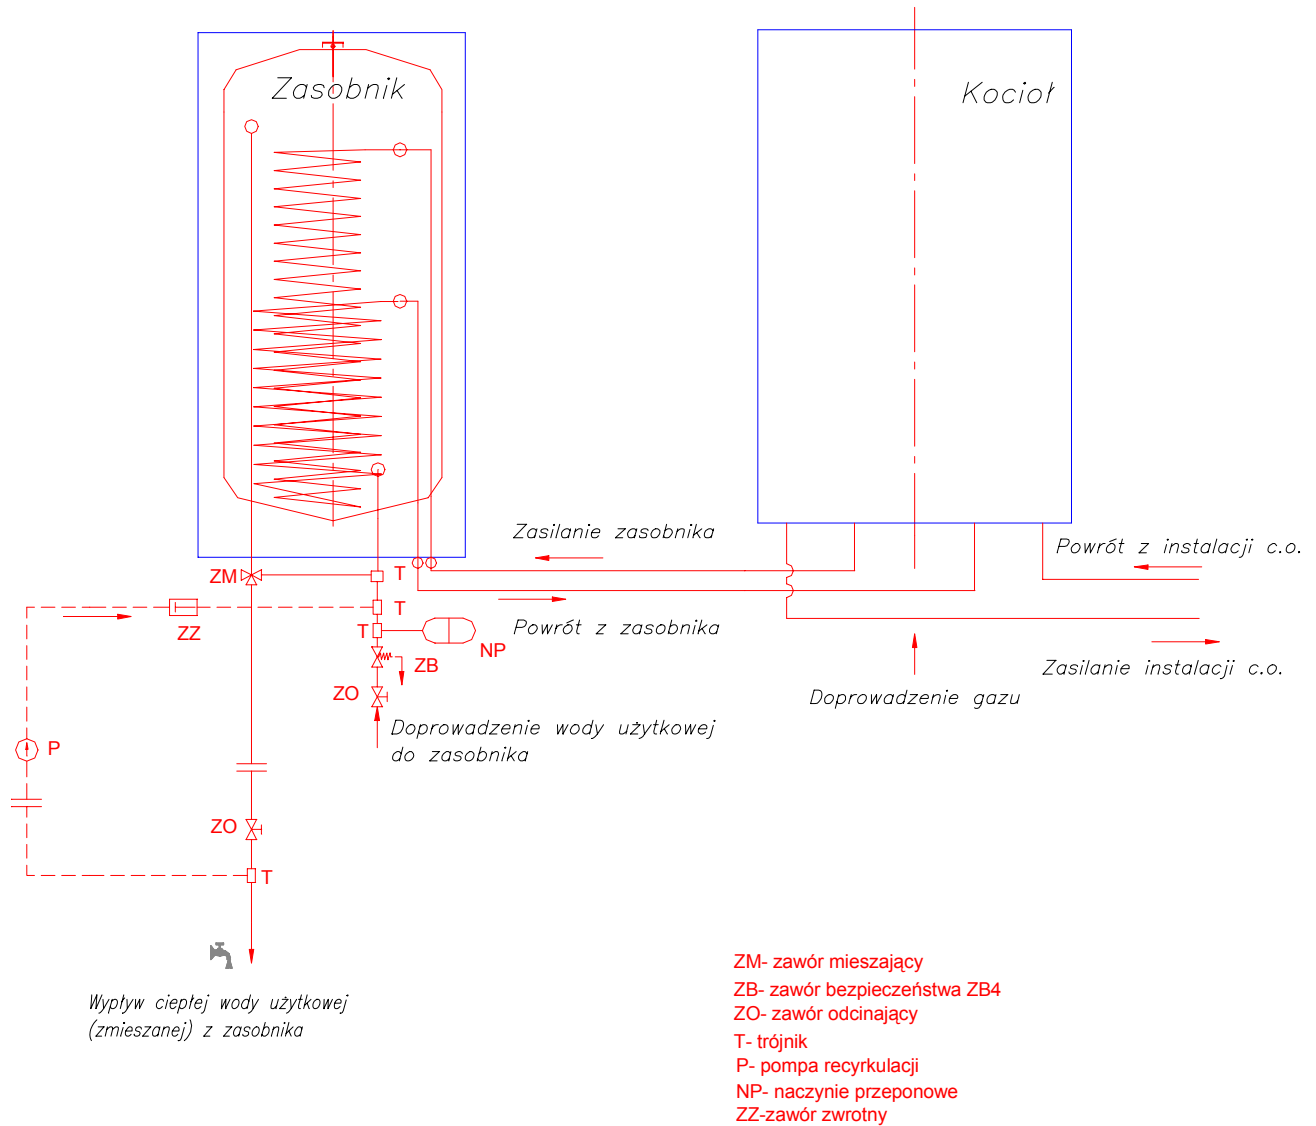 Zasobnik
Kocioł
Zasilanie zasobnika
Powrót z instalacji c.o.
ZM
T
T
ZZ
T
NP
Powrót z zasobnika
ZB
Zasilanie instalacji c.o.
ZO
Doprowadzenie gazu
Doprowadzenie wody użytkowej
do zasobnika
P
ZO
T
Wypływ ciepłej wody użytkowej
(zmieszanej) z zasobnika
ZM- zawór mieszający
ZB- zawór bezpieczeństwa ZB4
ZO- zawór odcinający
T- trójnik
P- pompa recyrkulacji
NP- naczynie przeponowe
ZZ-zawór zwrotny